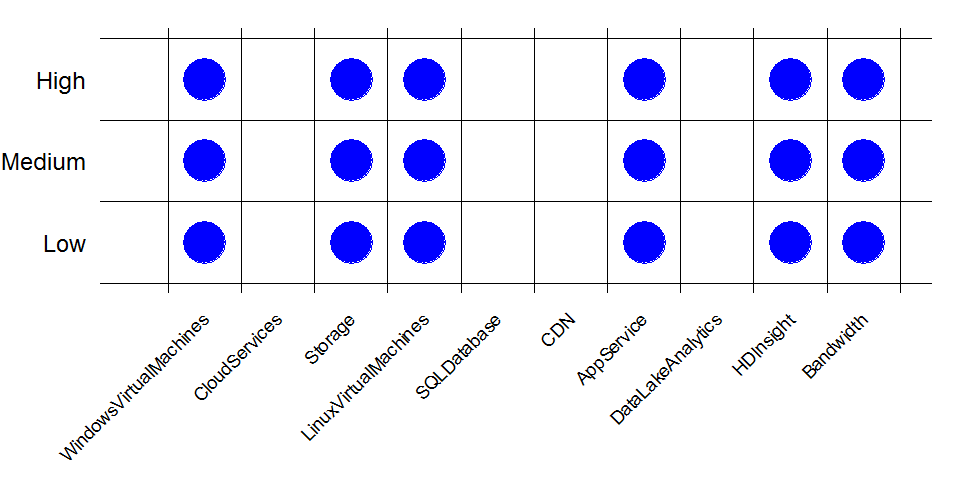 High
Medium
Low
WindowsVirtualMachines
CloudServices
Storage
LinuxVirtualMachines
SQLDatabase
CDN
AppService
DataLakeAnalytics
HDInsight
Bandwidth